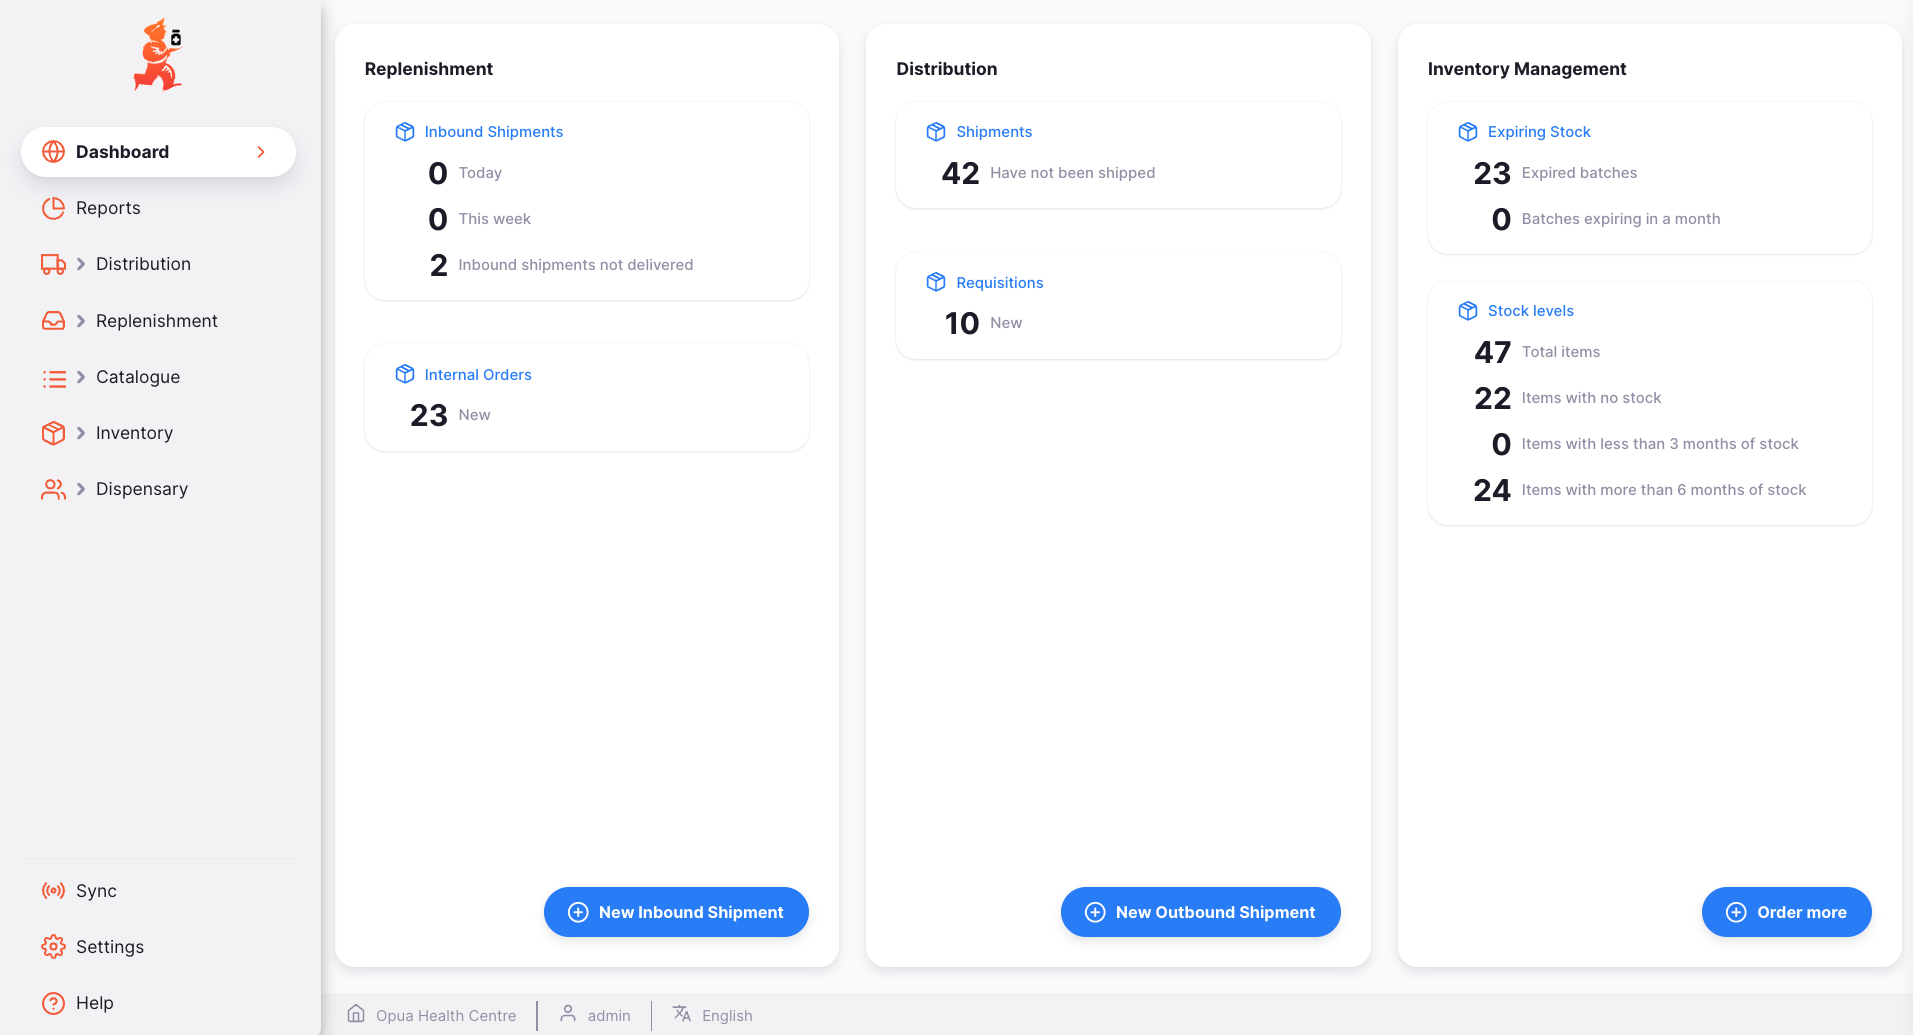 Dashboard
Reports
Distribution
Replenishment
Catalogue
Inventory
Dispensary
Sync
Settings
Help
Replenishment
Inbound Shipments
0 Today
0 This week
2 Inbound shipments not delivered
Internal Orders
23 New
New Inbound Shipment
Distribution
Shipments
42 Have not been shipped
Requisitions
10 New
New Outbound Shipment
Inventory Management
Expiring Stock
23 Expired batches
0 Batches expiring in a month
Stock levels
47 Total items
22 Items with no stock
0 Items with less than 3 months of stock
24 Items with more than 6 months of stock
Order more
Opua Health Centre admin English